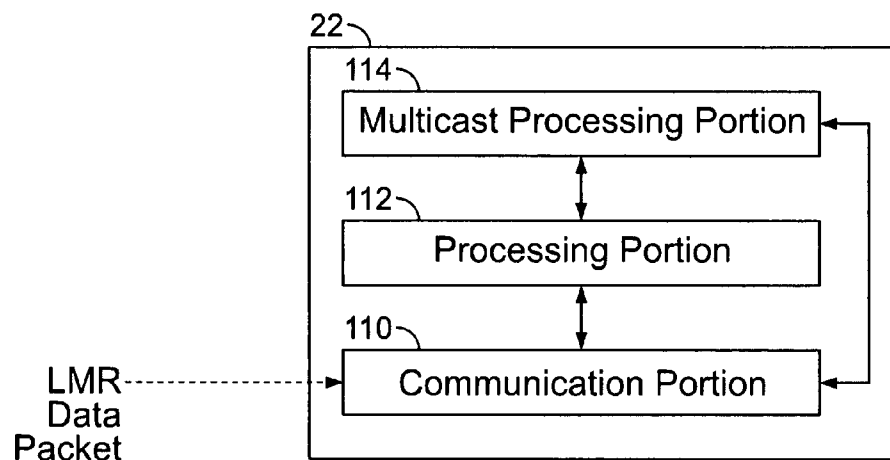 22
114
Multicast Processing Portion
112
Processing Portion
110
Communication Portion
LMR
Data
Packet